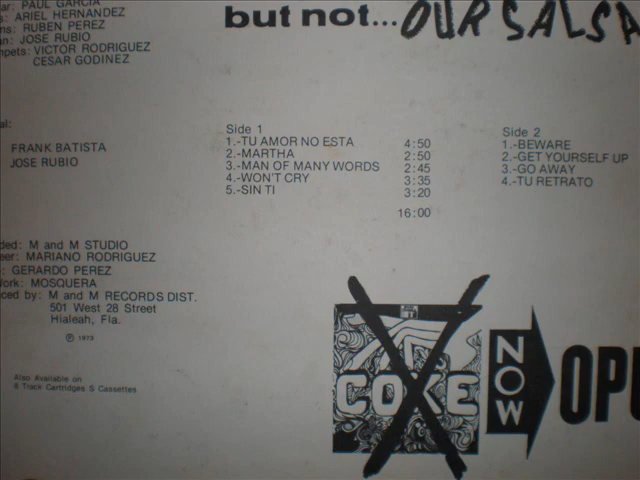 ar: PAUL GARCIA
s: ARIEL HERNANDEZ
ms: RUBEN PEREZ
an: JOSE RUBIO
mpets: VICTOR RODRIGUEZ
CESAR GODINEZ
but not... OUR SALSA
al:
FRANK BATISTA
JOSE RUBIO
Side 1
1.-TU AMOR NO ESTA 4:50
2.-MARTHA 2:50
3.-MAN OF MANY WORDS 2:45
4.-WON'T CRY 3:35
5.-SIN TI 3:20
16:00
Side 2
1.-BEWARE
2.-GET YOURSELF UP
3.-GO AWAY
4.-TU RETRATO
ded: M and M STUDIO
eer: MARIANO RODRIGUEZ
: GERARDO PEREZ
Work: MOSQUERA
ced by: M and M RECORDS DIST.
501 West 28 Street
Hialeah, Fla.
Ⓟ 1973
Also Available on
8 Track Cartridges & Cassettes
COKE
NOW
OPU